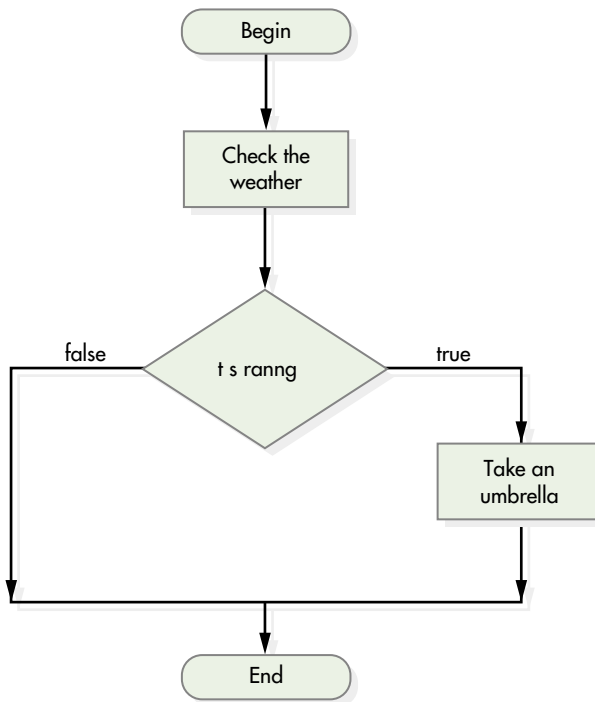 Begin
Check the
weather
false
t s ranng
true
Take an
umbrella
End